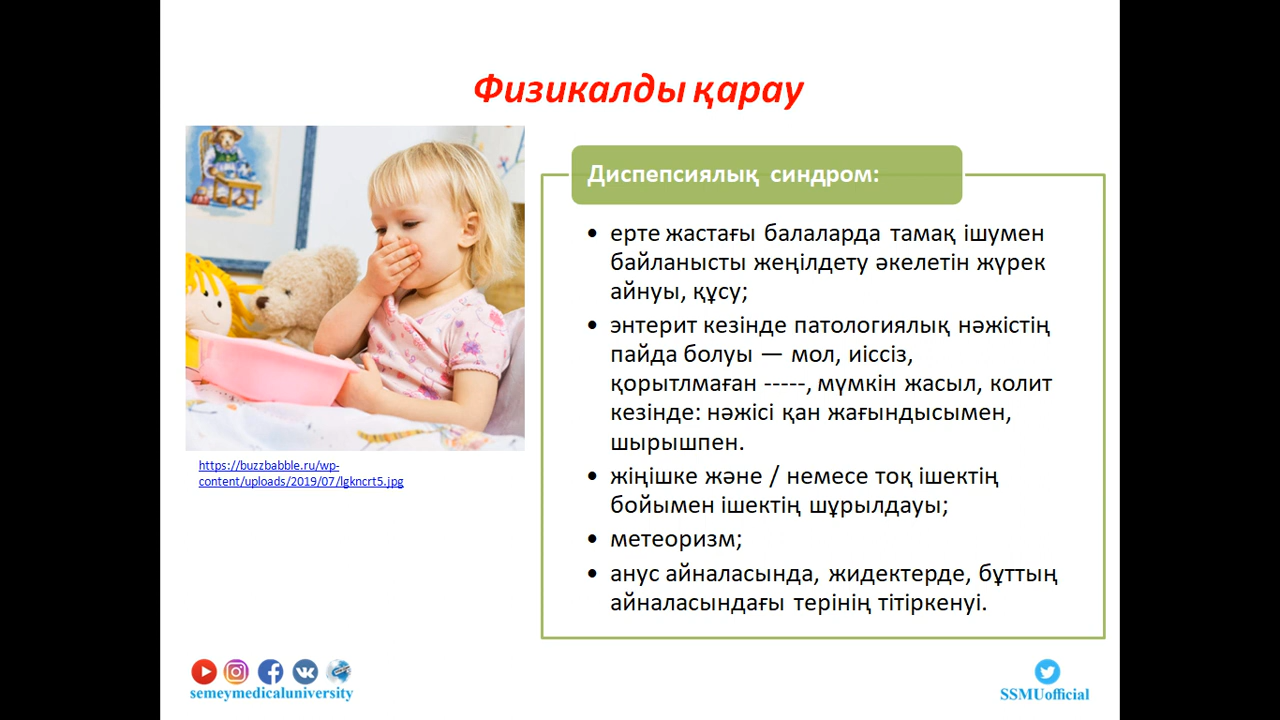 Физикалды қарау
Диспепсиялық синдром:
• ерте жастағы балаларда тамақ ішумен
байланысты жеңілдету әкелетін жүрек
айнуы, құсу;
• энтерит кезінде патологиялық нәжістің
пайда болуы — мол, иіссіз,
қорытлмаған -----, мүмкін жасыл, колит
кезінде: нәжісі қан жағындысымен,
шырышпен.
• жіңішке және / немесе тоқ ішектің
бойымен ішектің шұрылдауы;
• метеоризм;
• анус айналасында, жидектерде, бұттың
айналасындағы терінің тітіркенуі.
https://buzzbabble.ru/wp-
content/uploads/2019/07/lgkncrt5.jpg
semeymedicaluniversity
SSMUofficial